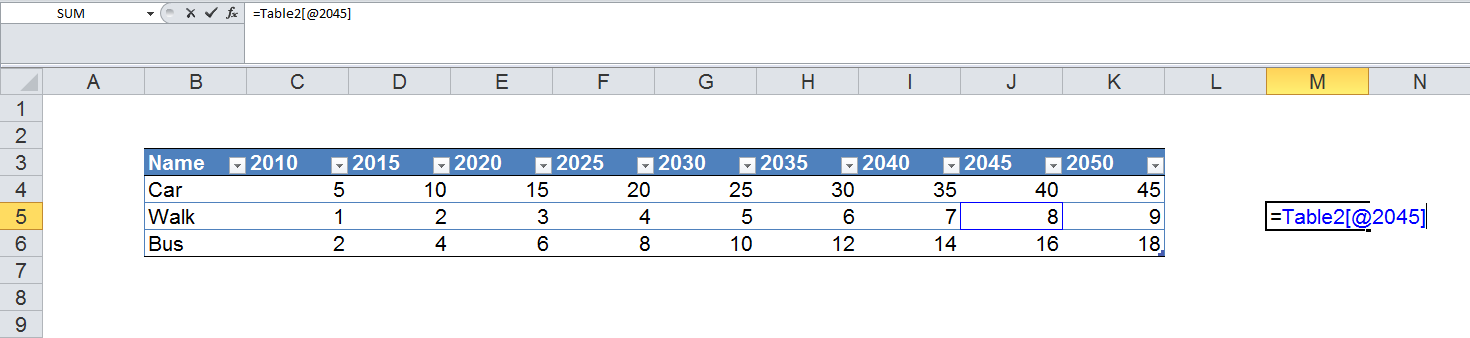 SUM fx =Table2[@2045]
A B C D E F G H I J K L M N
1
2
3 Name 2010 2015 2020 2025 2030 2035 2040 2045 2050
4 Car 5 10 15 20 25 30 35 40 45
5 Walk 1 2 3 4 5 6 7 8 9 =Table2[@2045]
6 Bus 2 4 6 8 10 12 14 16 18
7
8
9